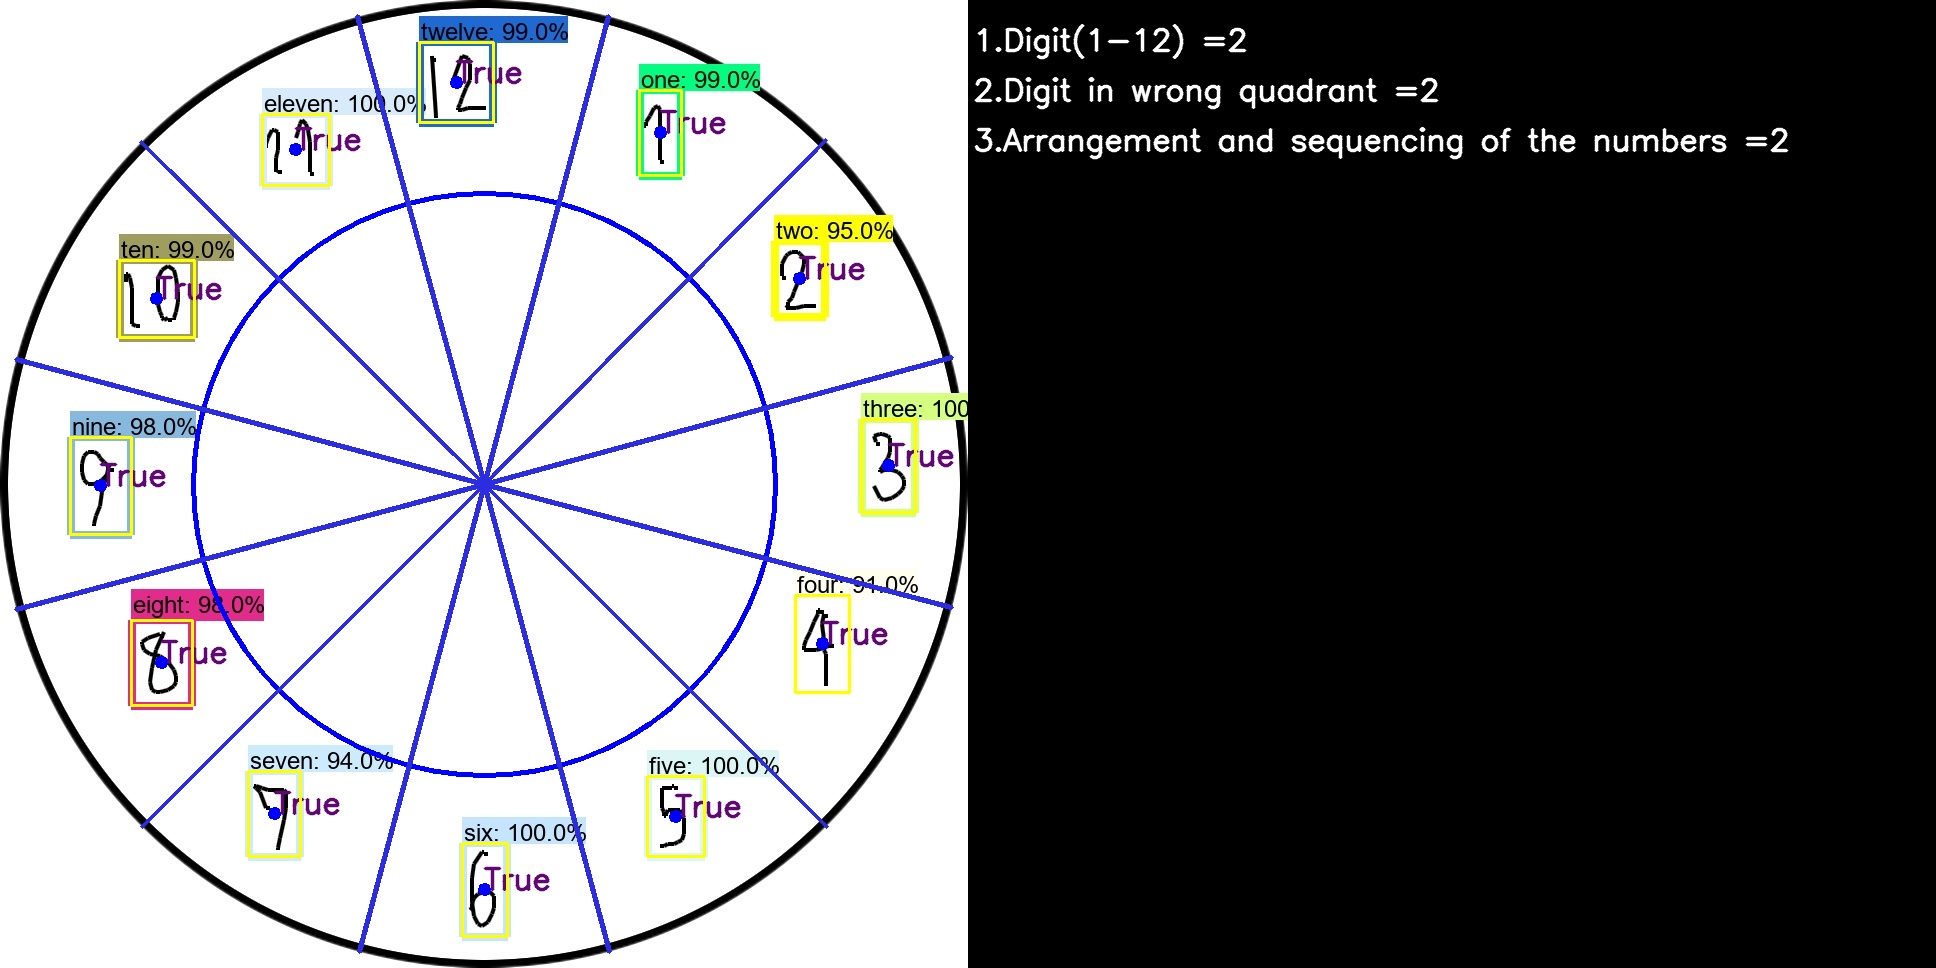 twelve: 99.0%
12
True
one: 99.0%
1
True
eleven: 100.0%
11
True
two: 95.0%
2
True
ten: 99.0%
10
True
three: 100
3
True
nine: 98.0%
9
True
four: 91.0%
4
True
eight: 98.0%
8
True
seven: 94.0%
7
True
five: 100.0%
5
True
six: 100.0%
6
True
1.Digit(1-12) =2
2.Digit in wrong quadrant =2
3.Arrangement and sequencing of the numbers =2